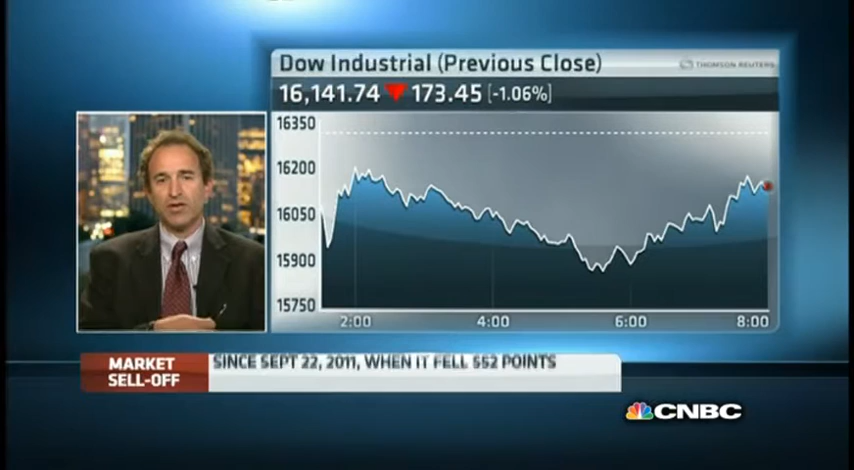 Dow Industrial (Previous Close)
THOMSON REUTERS
16,141.74 ▼ 173.45 [-1.06%]
16350
16200
16050
15900
15750
2:00 4:00 6:00 8:00
MARKET
SELL-OFF
SINCE SEPT 22, 2011, WHEN IT FELL 552 POINTS
CNBC